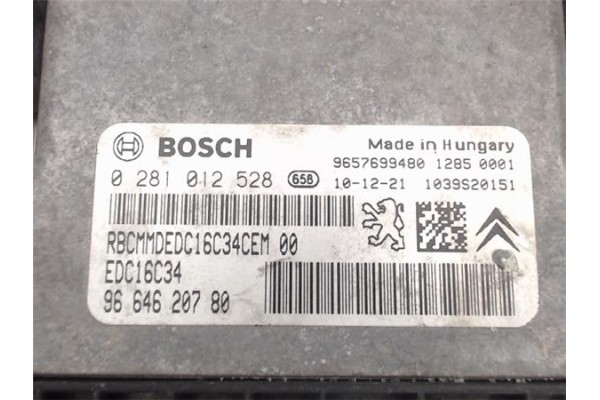 BOSCH
Made in Hungary
9657699480 1285 0001
0 281 012 528 658 10-12-21 1039S20151
RBCMMDEDC16C34CEM 00
EDC16C34
96 646 207 80